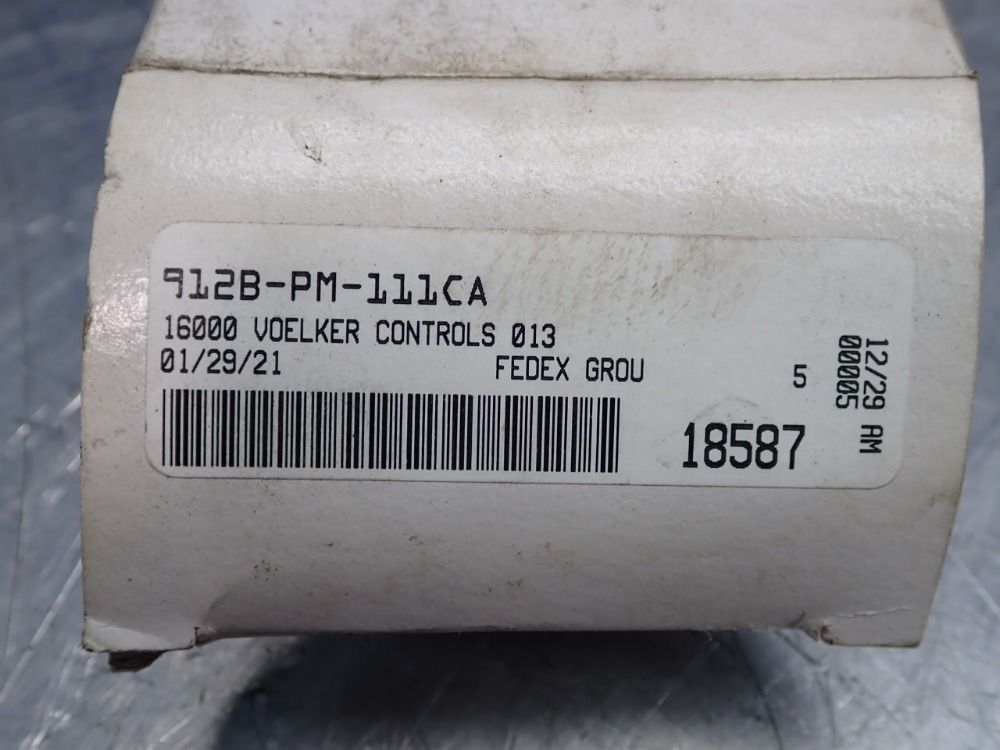 912B-PM-111CA
16000 VOELKER CONTROLS 013
01/29/21 FEDEX GROU 5
18587
12/29 AM
00005